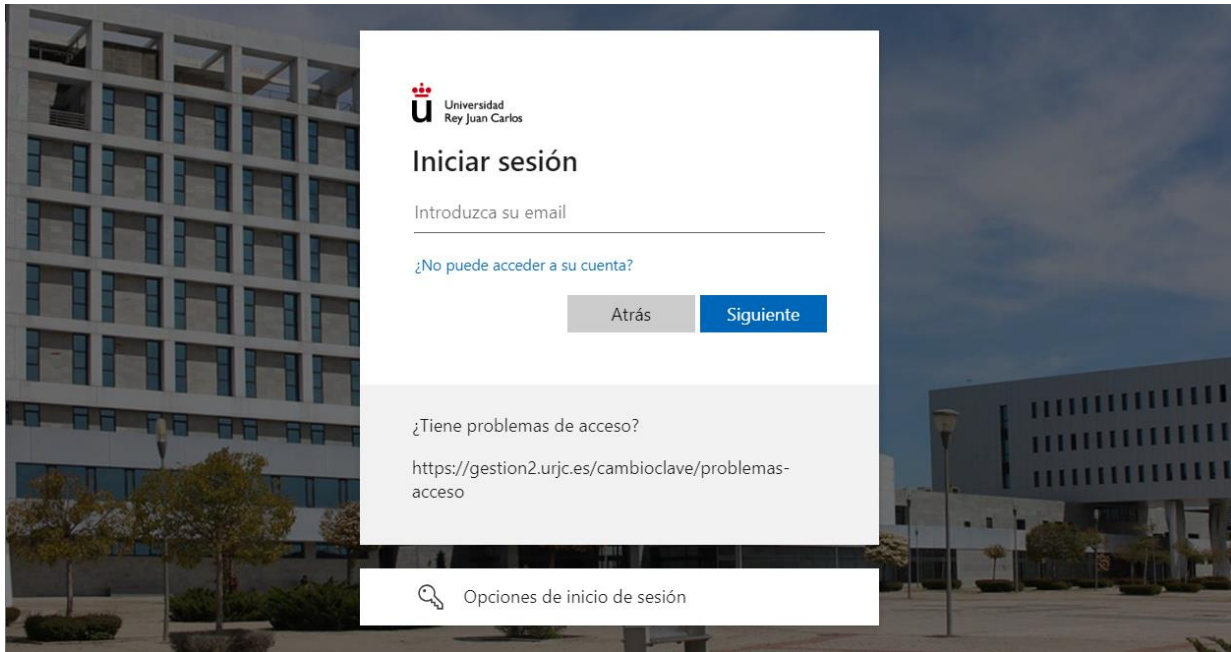 Universidad
Rey Juan Carlos
Iniciar sesión
Introduzca su email
¿No puede acceder a su cuenta?
Atrás
Siguiente
¿Tiene problemas de acceso?
https://gestion2.urjc.es/cambioclave/problemas-
acceso
Opciones de inicio de sesión